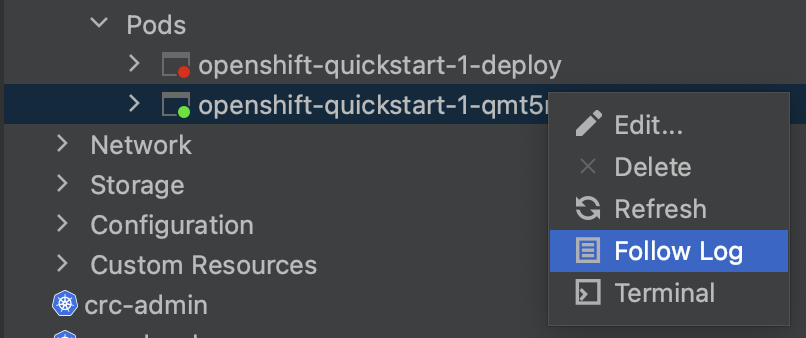 Pods
openshift-quickstart-1-deploy
openshift-quickstart-1-qmt5
Edit...
Network
Delete
Storage
Refresh
Configuration
Follow Log
Custom Resources
Terminal
crc-admin